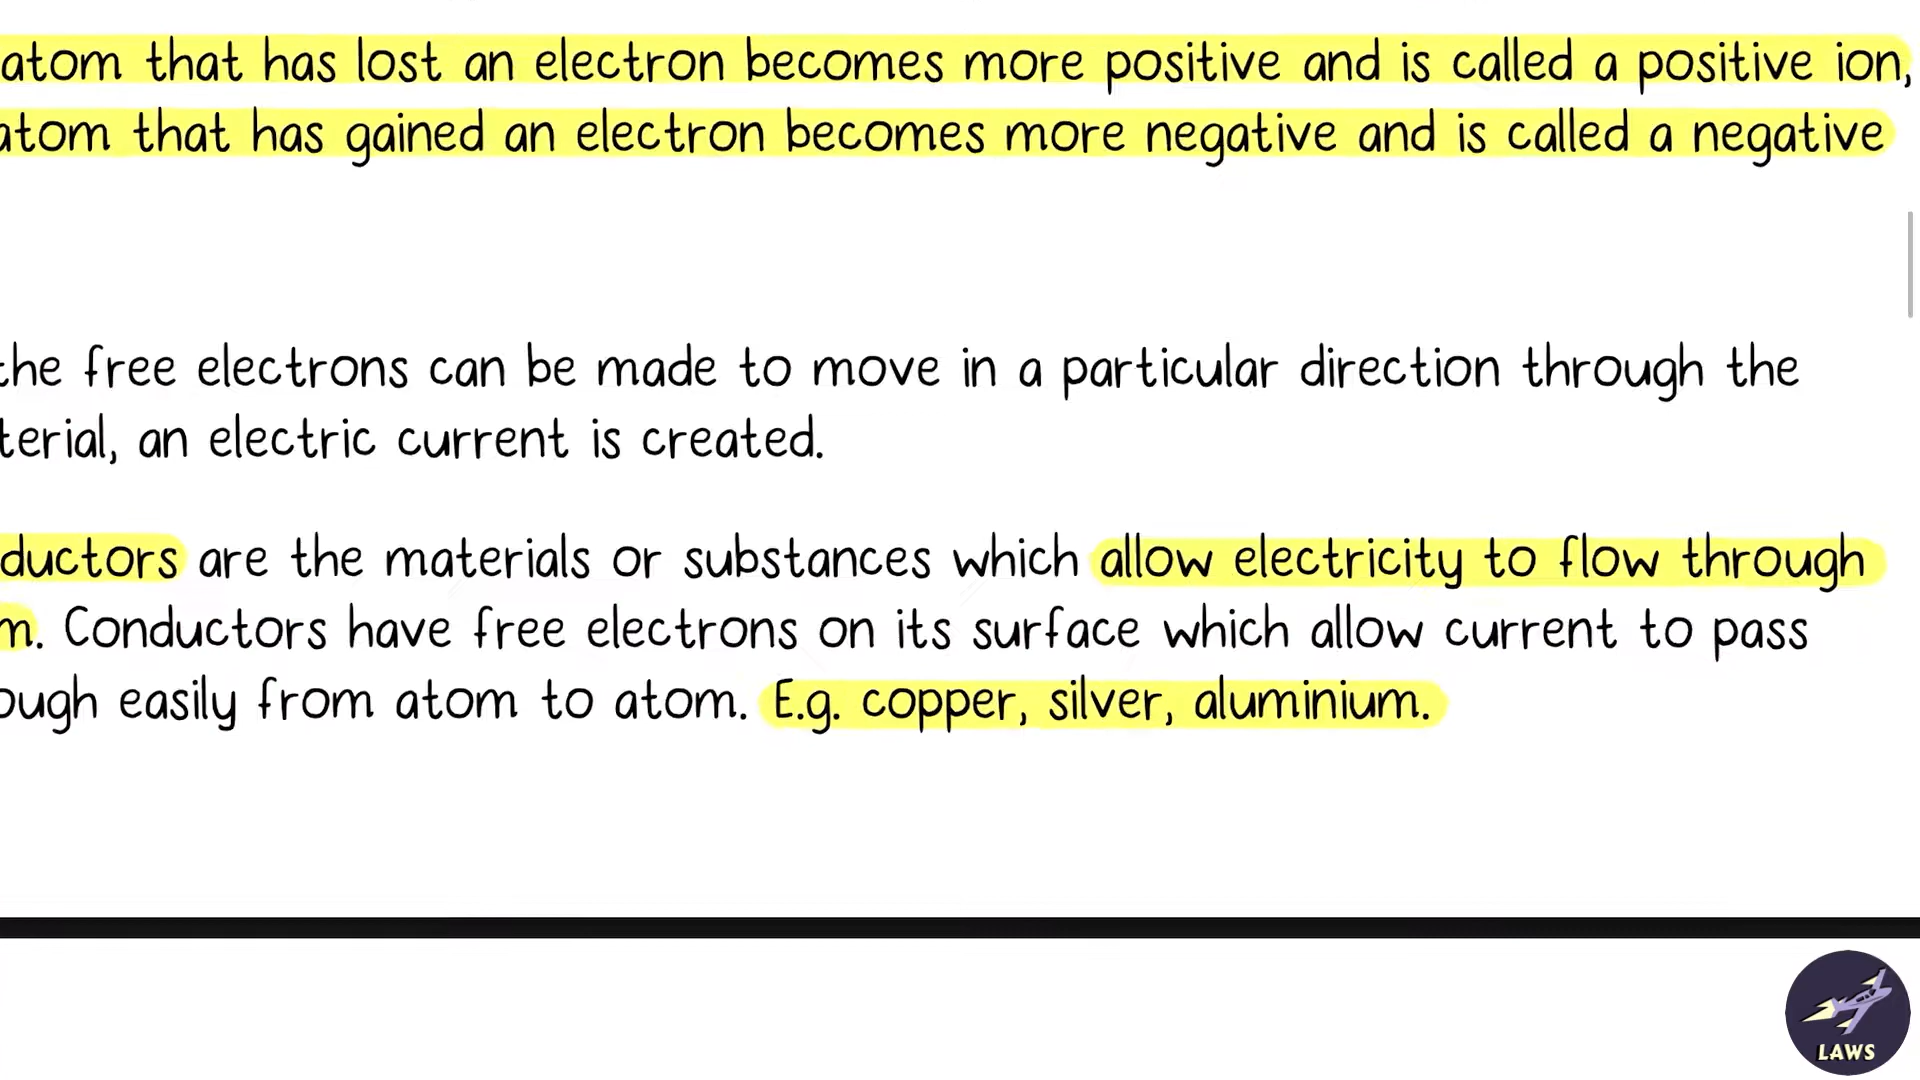 atom that has lost an electron becomes more positive and is called a positive ion,
atom that has gained an electron becomes more negative and is called a negative
the free electrons can be made to move in a particular direction through the
terial, an electric current is created.
ductors are the materials or substances which allow electricity to flow through
m. Conductors have free electrons on its surface which allow current to pass
ough easily from atom to atom. E.g. copper, silver, aluminium.
LAWS